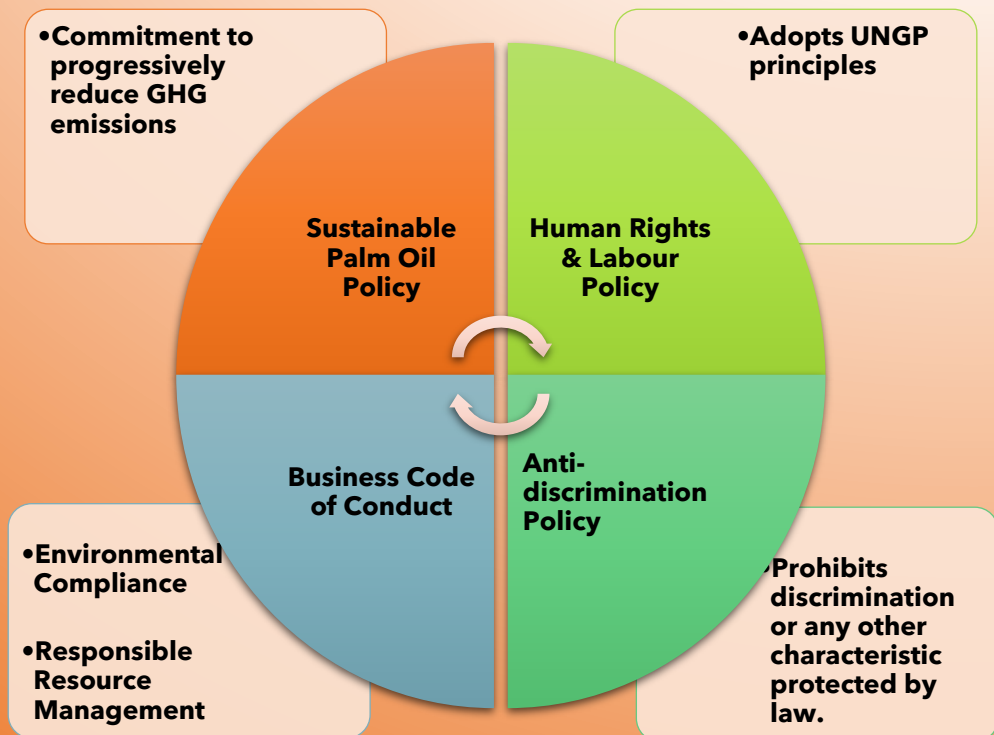 •Commitment to
progressively
reduce GHG
emissions
•Adopts UNGP
principles
Sustainable
Palm Oil
Policy
Human Rights
& Labour
Policy
Business Code
of Conduct
Anti-
discrimination
Policy
•Environmental
Compliance
•Responsible
Resource
Management
•Prohibits
discrimination
or any other
characteristic
protected by
law.